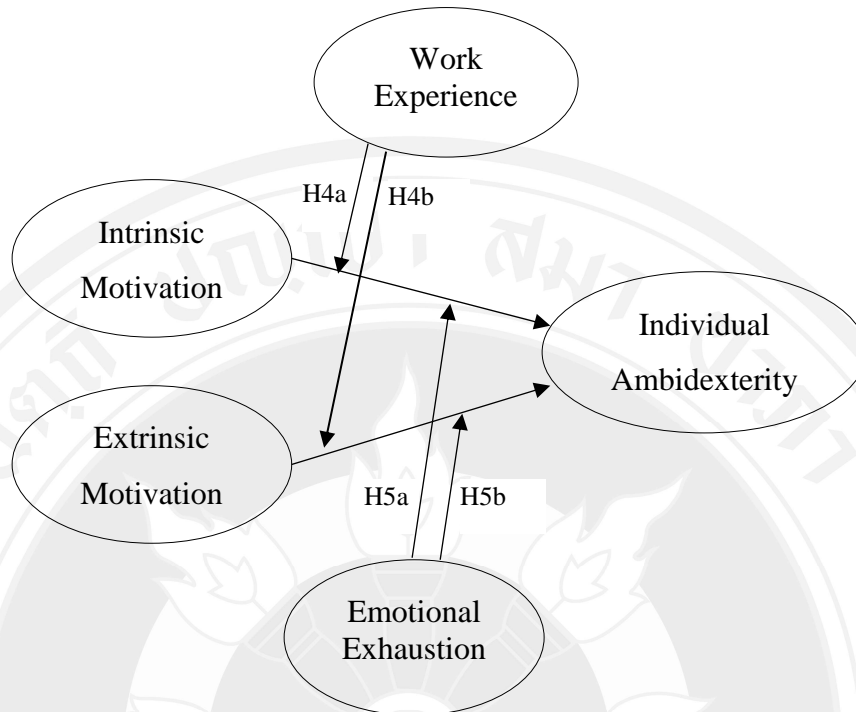 Work
Experience
H4a
H4b
Intrinsic
Motivation
Individual
Ambidexterity
Extrinsic
Motivation
H5a
H5b
Emotional
Exhaustion